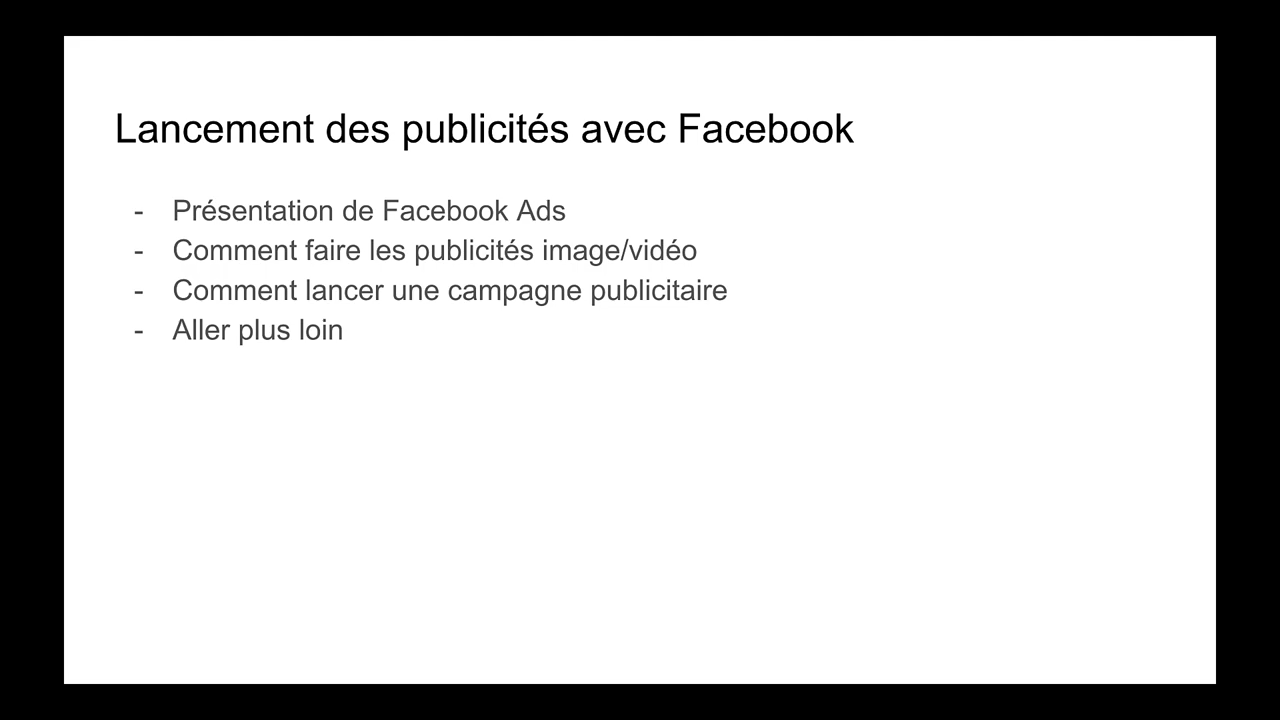 Lancement des publicités avec Facebook
- Présentation de Facebook Ads
- Comment faire les publicités image/vidéo
- Comment lancer une campagne publicitaire
- Aller plus loin